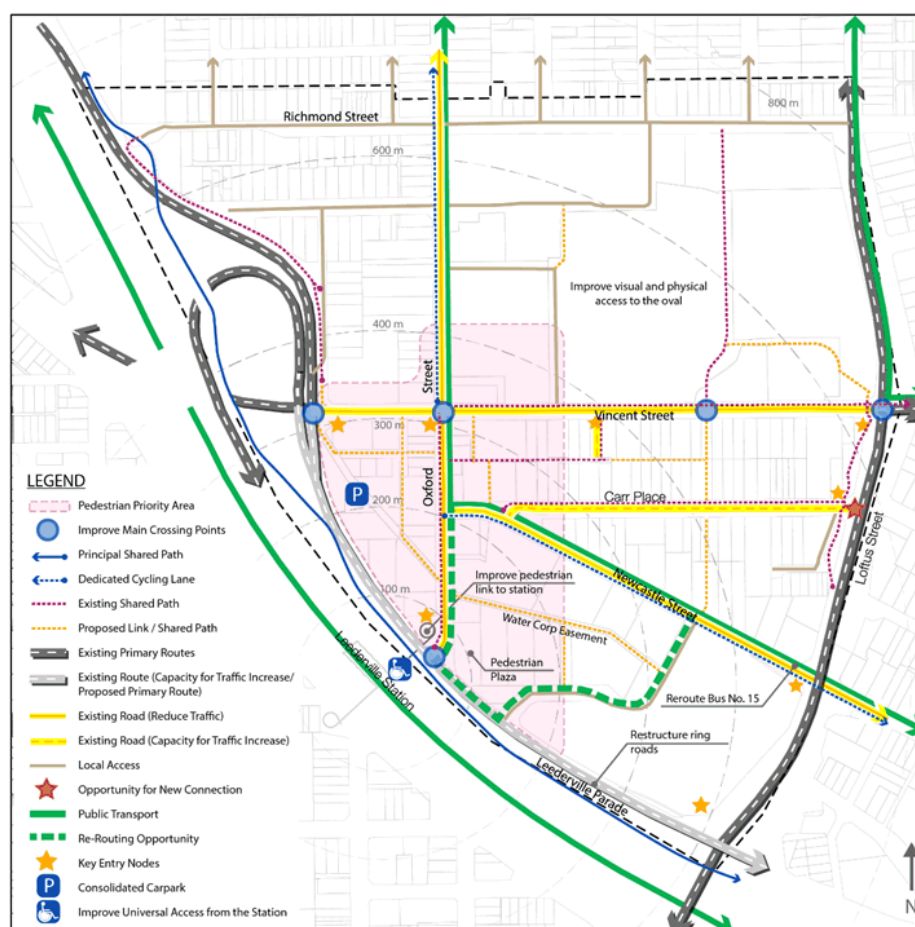 800 m
Richmond Street
600 m
Improve visual and physical
access to the oval
400 m
Street
Vincent Street
300 m
LEGEND
Oxford
Carr Place
P
200 m
Pedestrian Priority Area
Improve Main Crossing Points
Loftus Street
Principal Shared Path
Dedicated Cycling Lane
Improve pedestrian
link to station
Newcastle Street
100 m
Existing Shared Path
Proposed Link / Shared Path
Water Corp Easement
Existing Primary Routes
Leederville Station
Pedestrian
Plaza
Existing Route (Capacity for Traffic Increase/
Proposed Primary Route)
Reroute Bus No. 15
Existing Road (Reduce Traffic)
Restructure ring
roads
Existing Road (Capacity for Traffic Increase)
Local Access
Leederville Parade
Opportunity for New Connection
Public Transport
Re-Routing Opportunity
Key Entry Nodes
P
Consolidated Carpark
Improve Universal Access from the Station
N